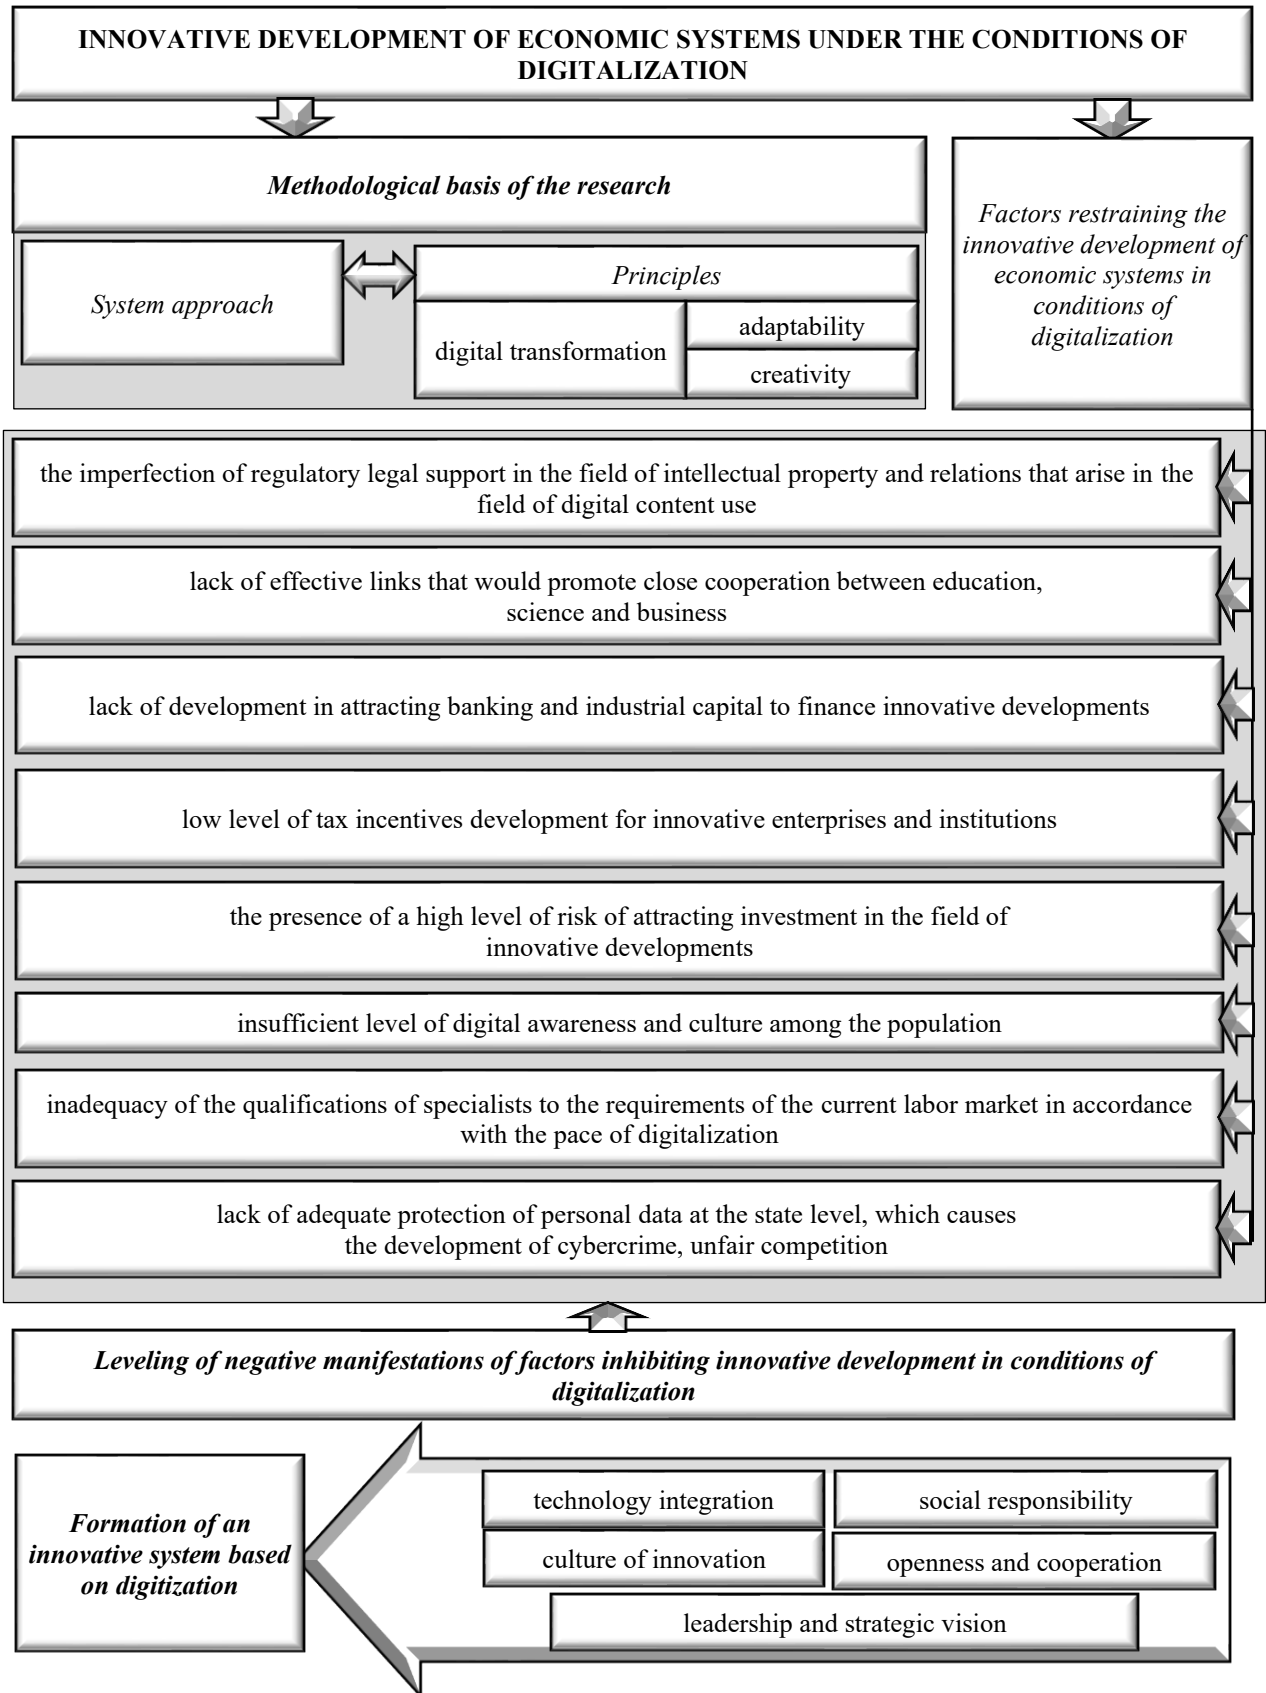 INNOVATIVE DEVELOPMENT OF ECONOMIC SYSTEMS UNDER THE CONDITIONS OF
DIGITALIZATION
Methodological basis of the research
System approach
Principles
digital transformation
adaptability
creativity
Factors restraining the
innovative development of
economic systems in
conditions of
digitalization
the imperfection of regulatory legal support in the field of intellectual property and relations that arise in the
field of digital content use
lack of effective links that would promote close cooperation between education,
science and business
lack of development in attracting banking and industrial capital to finance innovative developments
low level of tax incentives development for innovative enterprises and institutions
the presence of a high level of risk of attracting investment in the field of
innovative developments
insufficient level of digital awareness and culture among the population
inadequacy of the qualifications of specialists to the requirements of the current labor market in accordance
with the pace of digitalization
lack of adequate protection of personal data at the state level, which causes
the development of cybercrime, unfair competition
Leveling of negative manifestations of factors inhibiting innovative development in conditions of
digitalization
Formation of an
innovative system based
on digitization
technology integration
social responsibility
culture of innovation
openness and cooperation
leadership and strategic vision